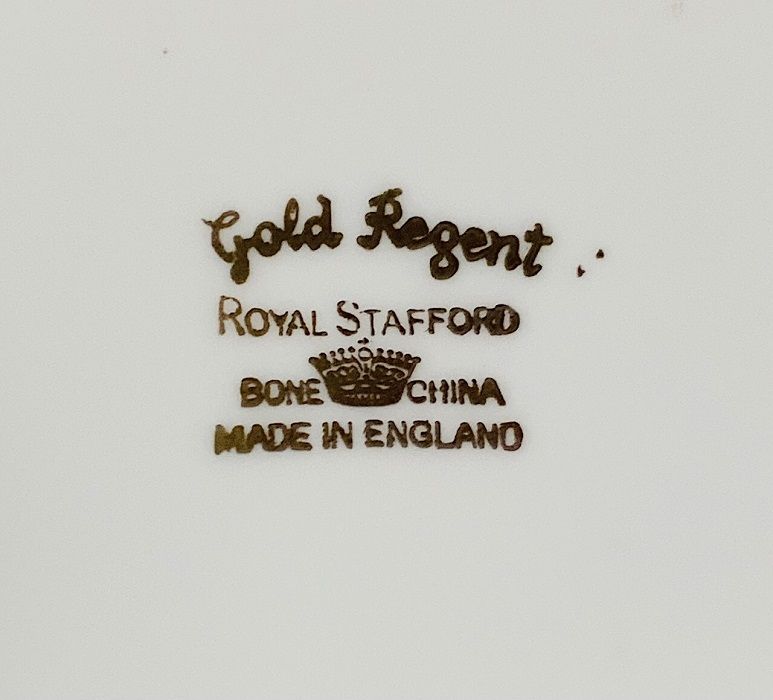 Gold Regent
ROYAL STAFFORD
BONE CHINA
MADE IN ENGLAND